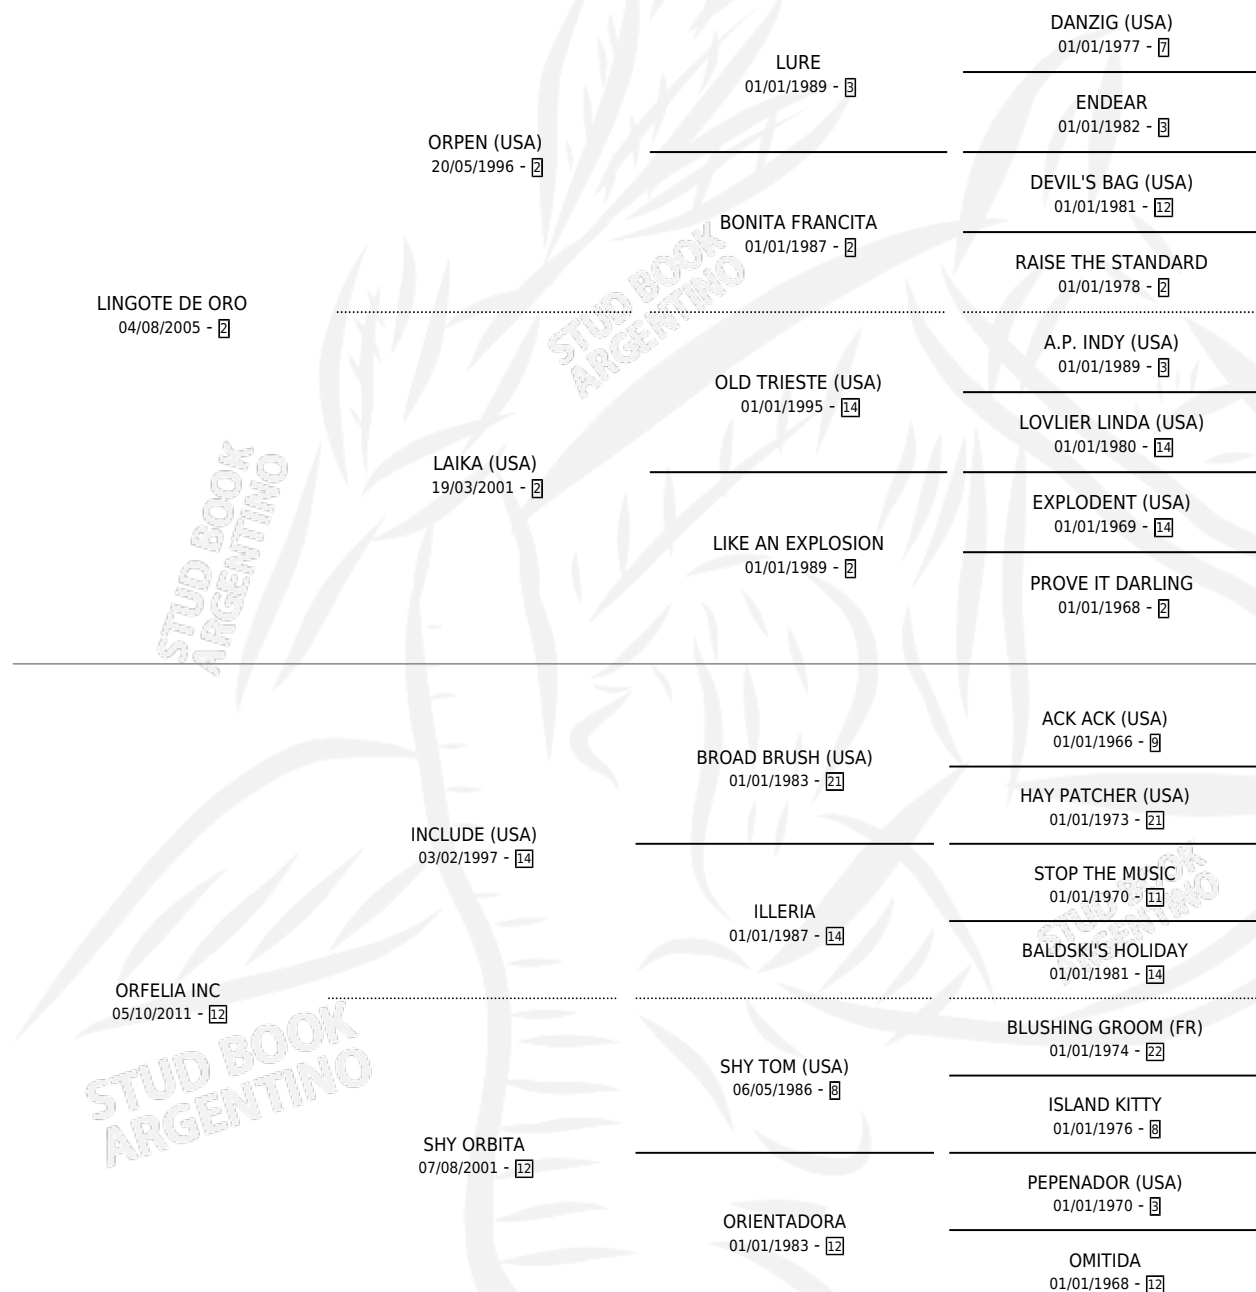 DANZIG (USA)
01/01/1977 - 7
LURE
01/01/1989 - 3
ENDEAR
01/01/1982 - 3
ORPEN (USA)
20/05/1996 - 2
DEVIL'S BAG (USA)
01/01/1981 - 12
BONITA FRANCITA
01/01/1987 - 2
RAISE THE STANDARD
01/01/1978 - 2
LINGOTE DE ORO
04/08/2005 - 2
STUD BOOK
ARGENTINO
A.P. INDY (USA)
01/01/1989 - 3
OLD TRIESTE (USA)
01/01/1995 - 14
LOVLIER LINDA (USA)
01/01/1980 - 14
LAIKA (USA)
19/03/2001 - 2
EXPLODENT (USA)
01/01/1969 - 14
LIKE AN EXPLOSION
01/01/1989 - 2
PROVE IT DARLING
01/01/1968 - 2
STUD BOOK
ARGENTINO
ACK ACK (USA)
01/01/1966 - 9
BROAD BRUSH (USA)
01/01/1983 - 21
HAY PATCHER (USA)
01/01/1973 - 21
INCLUDE (USA)
03/02/1997 - 14
STOP THE MUSIC
01/01/1970 - 11
ILLERIA
01/01/1987 - 14
STUD BOOK
ARGENTINO
BALDSKI'S HOLIDAY
01/01/1981 - 14
ORFELIA INC
05/10/2011 - 12
BLUSHING GROOM (FR)
01/01/1974 - 22
STUD BOOK
ARGENTINO
SHY TOM (USA)
06/05/1986 - 8
ISLAND KITTY
01/01/1976 - 8
SHY ORBITA
07/08/2001 - 12
PEPENADOR (USA)
01/01/1970 - 3
ORIENTADORA
01/01/1983 - 12
OMITIDA
01/01/1968 - 12